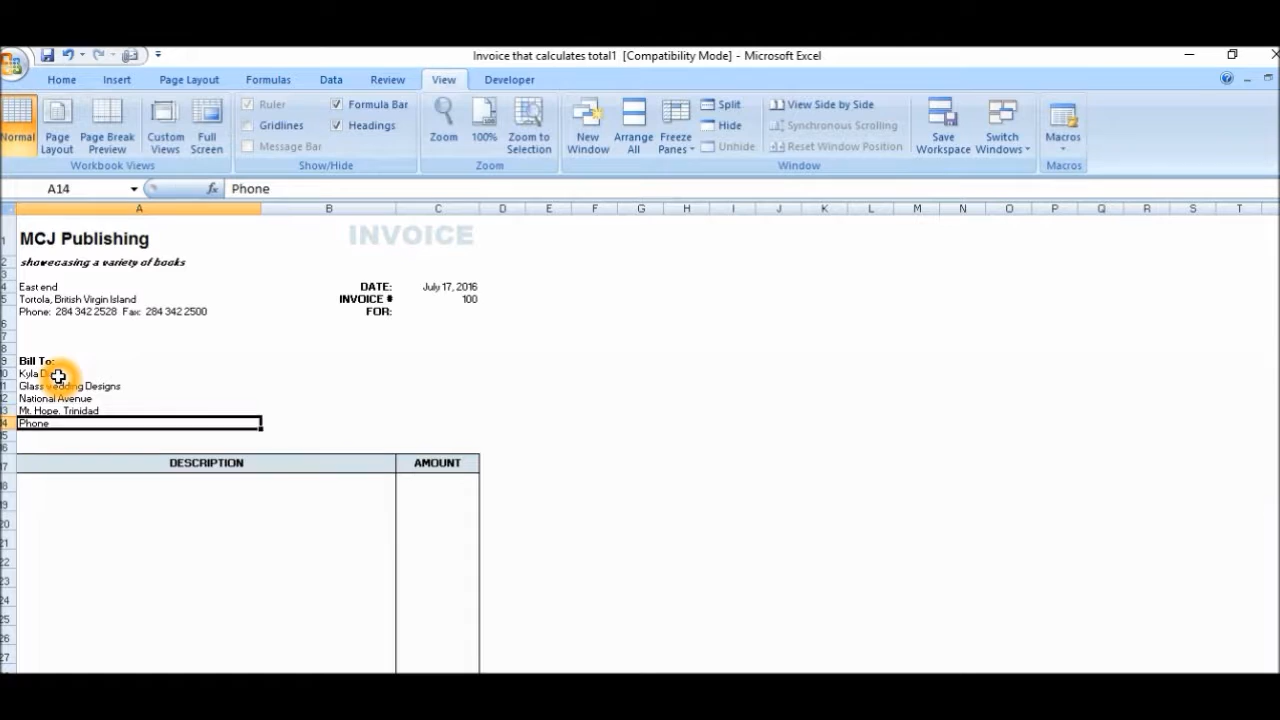 Invoice that calculates total1 [Compatibility Mode] - Microsoft Excel
Home Insert Page Layout Formulas Data Review View Developer
Normal Page Layout Page Break Preview Custom Views Full Screen
Workbook Views
Ruler Formula Bar
Gridlines Headings
Message Bar
Show/Hide
Zoom 100% Zoom to Selection
Zoom
New Window Arrange All Freeze Panes
Split
Hide
Unhide
View Side by Side
Synchronous Scrolling
Reset Window Position
Window
Save Workspace Switch Windows
Macros
Macros
A14 fx Phone
A B C D E F G H I J K L M N O P Q R S T
MCJ Publishing INVOICE
showcasing a variety of books
East end DATE: July 17, 2016
Tortola, British Virgin Island INVOICE # 100
Phone: 284 342 2528 Fax: 284 342 2500 FOR:
Bill To:
Kyla
Glass wedding Designs
National Avenue
Mt. Hope, Trinidad
Phone
DESCRIPTION AMOUNT